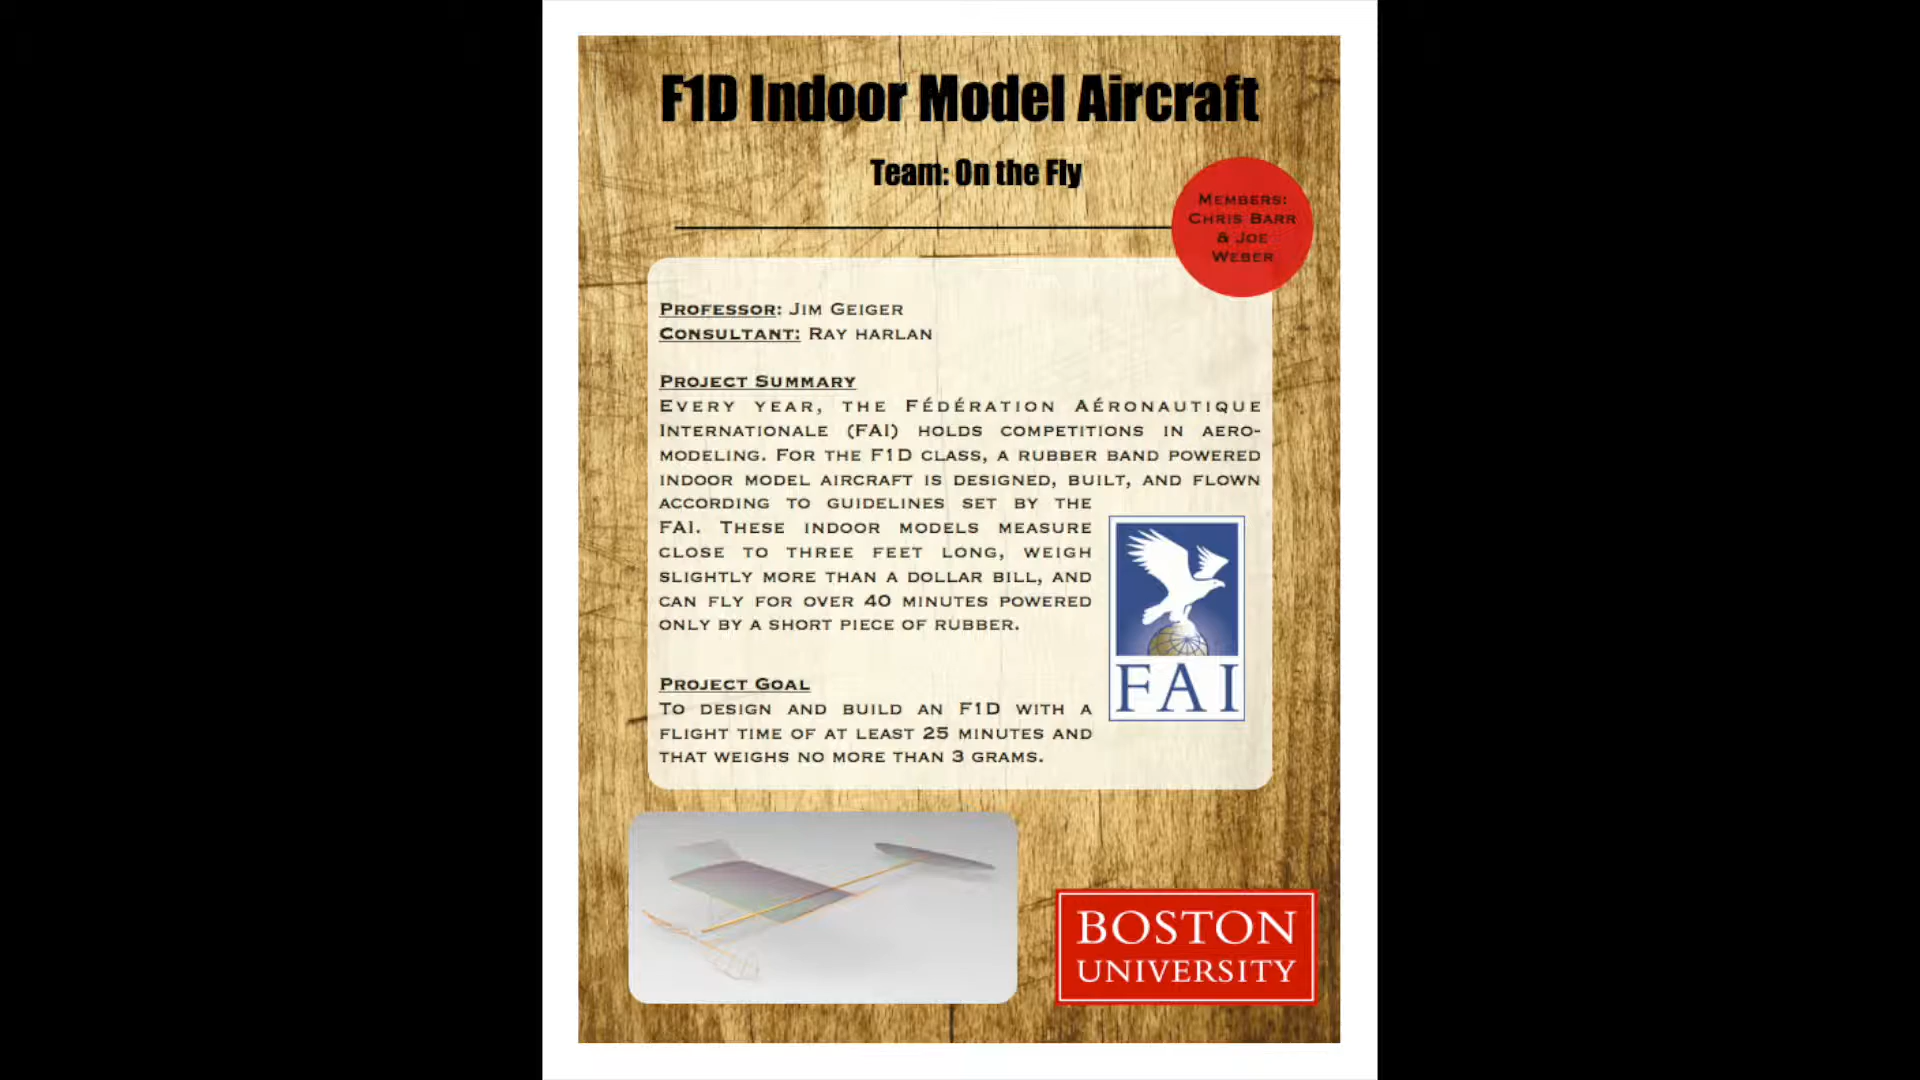 F1D Indoor Model Aircraft
Team: On the Fly
MEMBERS:
CHRIS BARR
& JOE
WEBER
PROFESSOR: JIM GEIGER
CONSULTANT: RAY HARLAN
PROJECT SUMMARY
EVERY YEAR, THE FÉDÉRATION AÉRONAUTIQUE
INTERNATIONALE (FAI) HOLDS COMPETITIONS IN AERO-
MODELING. FOR THE F1D CLASS, A RUBBER BAND POWERED
INDOOR MODEL AIRCRAFT IS DESIGNED, BUILT, AND FLOWN
ACCORDING TO GUIDELINES SET BY THE
FAI. THESE INDOOR MODELS MEASURE
CLOSE TO THREE FEET LONG, WEIGH
SLIGHTLY MORE THAN A DOLLAR BILL, AND
CAN FLY FOR OVER 40 MINUTES POWERED
ONLY BY A SHORT PIECE OF RUBBER.
FAI
PROJECT GOAL
TO DESIGN AND BUILD AN F1D WITH A
FLIGHT TIME OF AT LEAST 25 MINUTES AND
THAT WEIGHS NO MORE THAN 3 GRAMS.
BOSTON
UNIVERSITY